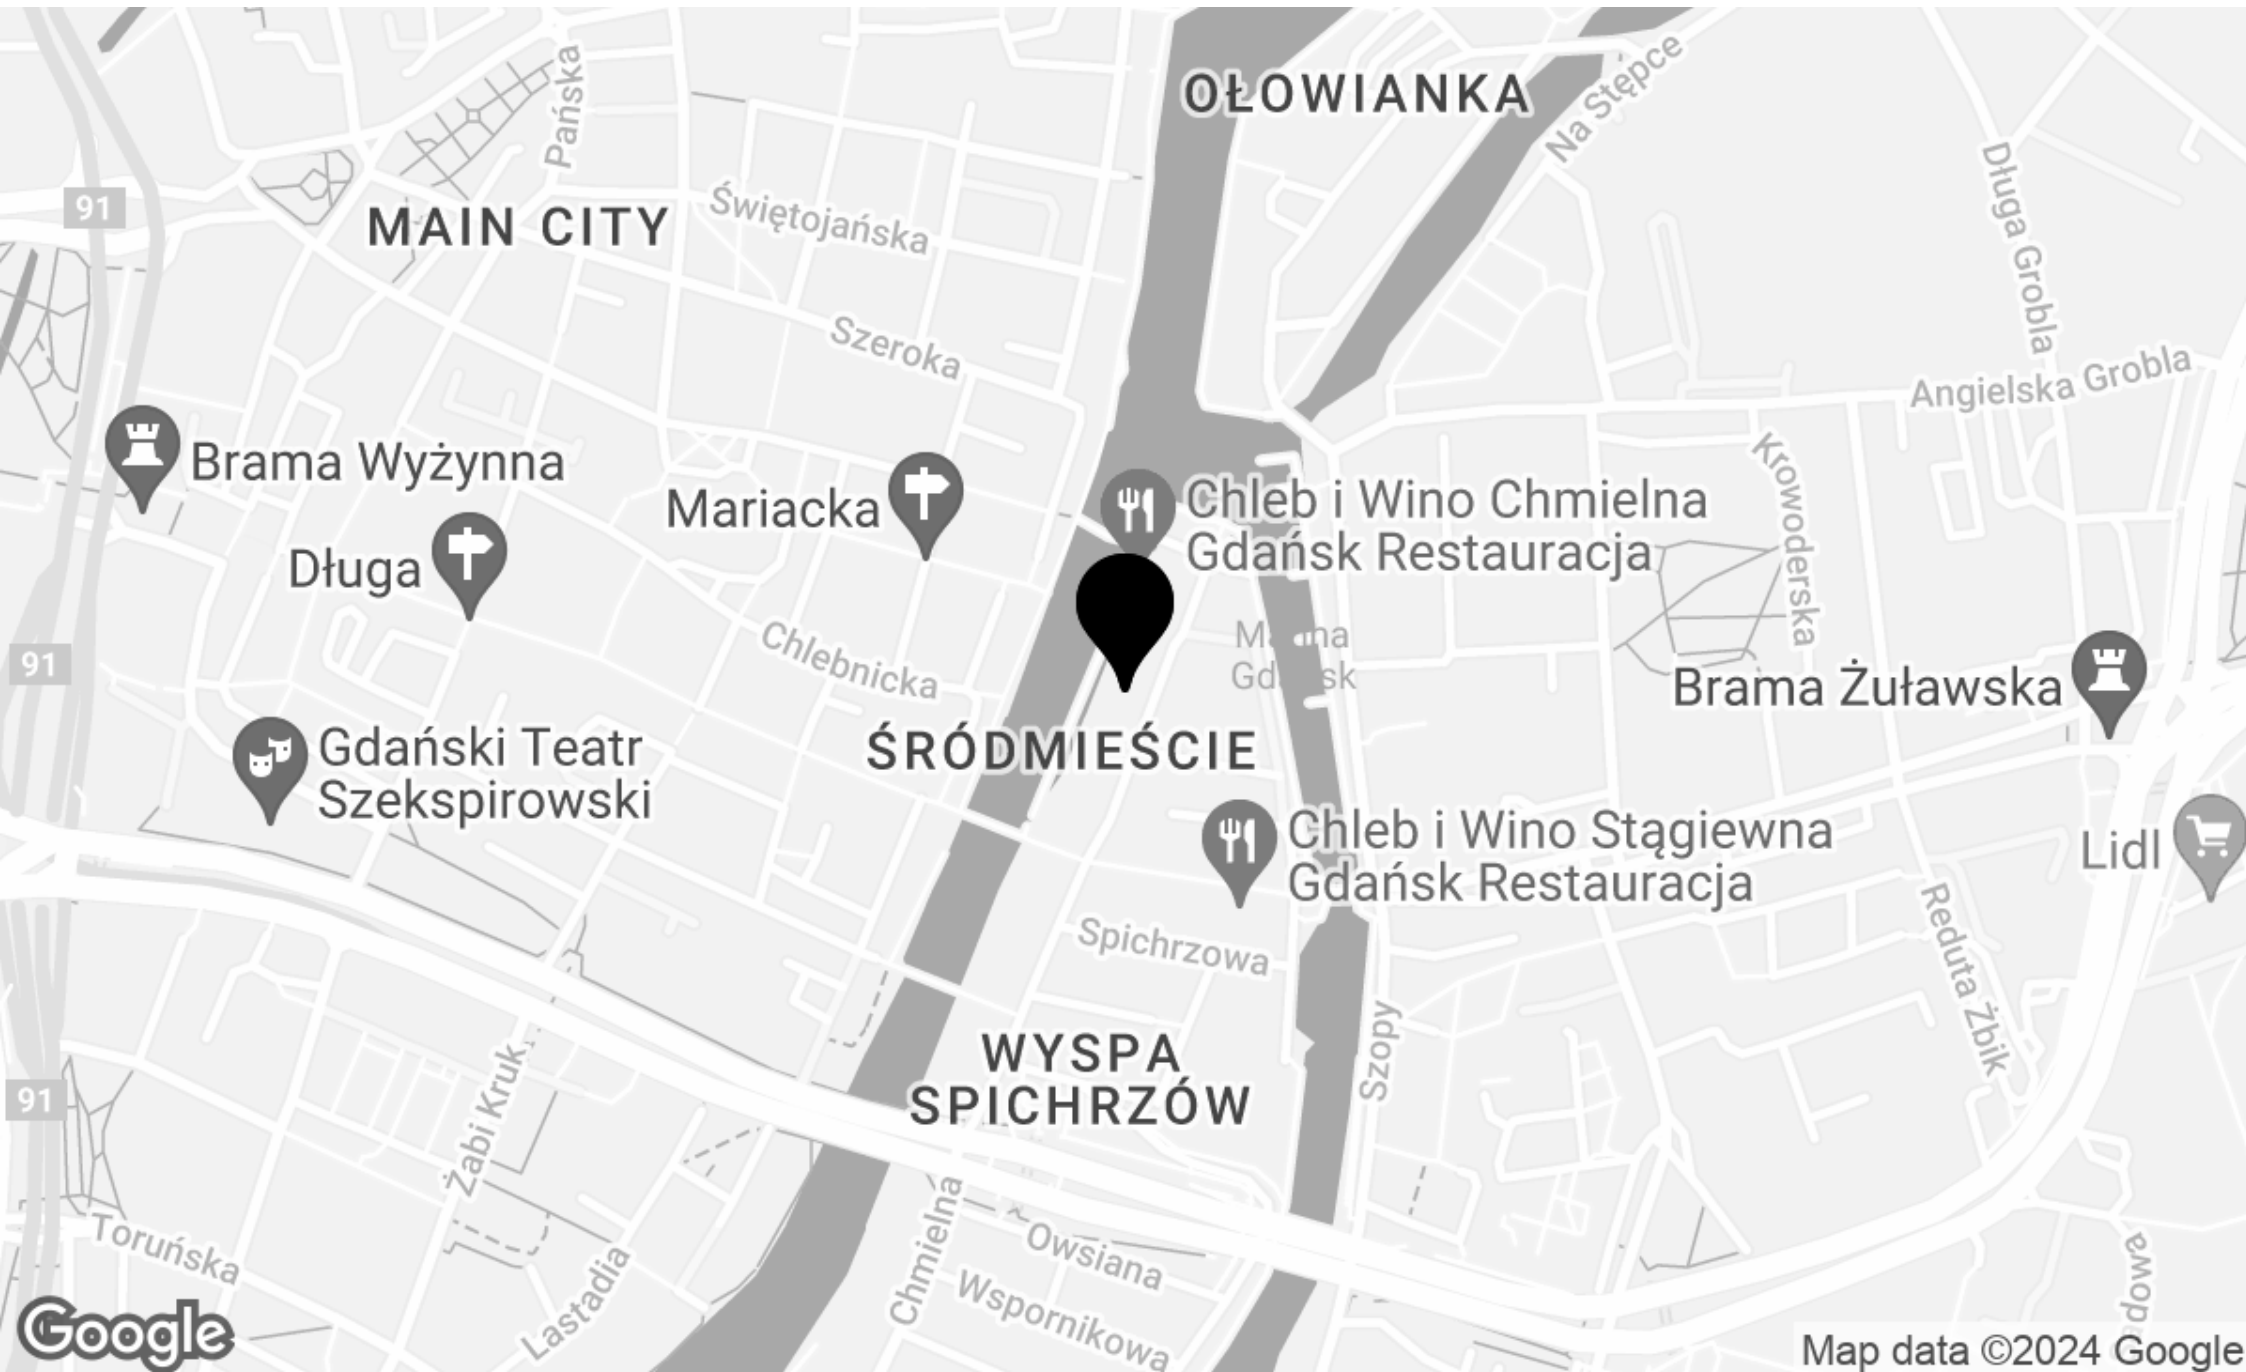 Pańska
OŁOWIANKA
Na Stępce
Długa Grobla
91
MAIN CITY
Świętojańska
Szeroka
Angielska Grobla
Brama Wyżynna
Mariacka
Długa
Chleb i Wino Chmielna
Gdańsk Restauracja
Krowoderska
Chlebnicka
91
Brama Żuławska
ŚRÓDMIEŚCIE
Gdański Teatr
Szekspirowski
Chleb i Wino Stągiewna
Gdańsk Restauracja
Lidl
Spichrzowa
Reduta Żbik
Szopy
WYSPA
SPICHRZÓW
91
Żabi Kruk
Toruńska
Lastadia
Chmielna
Owsiana
Wspornikowa
Google
Map data ©2024 Google